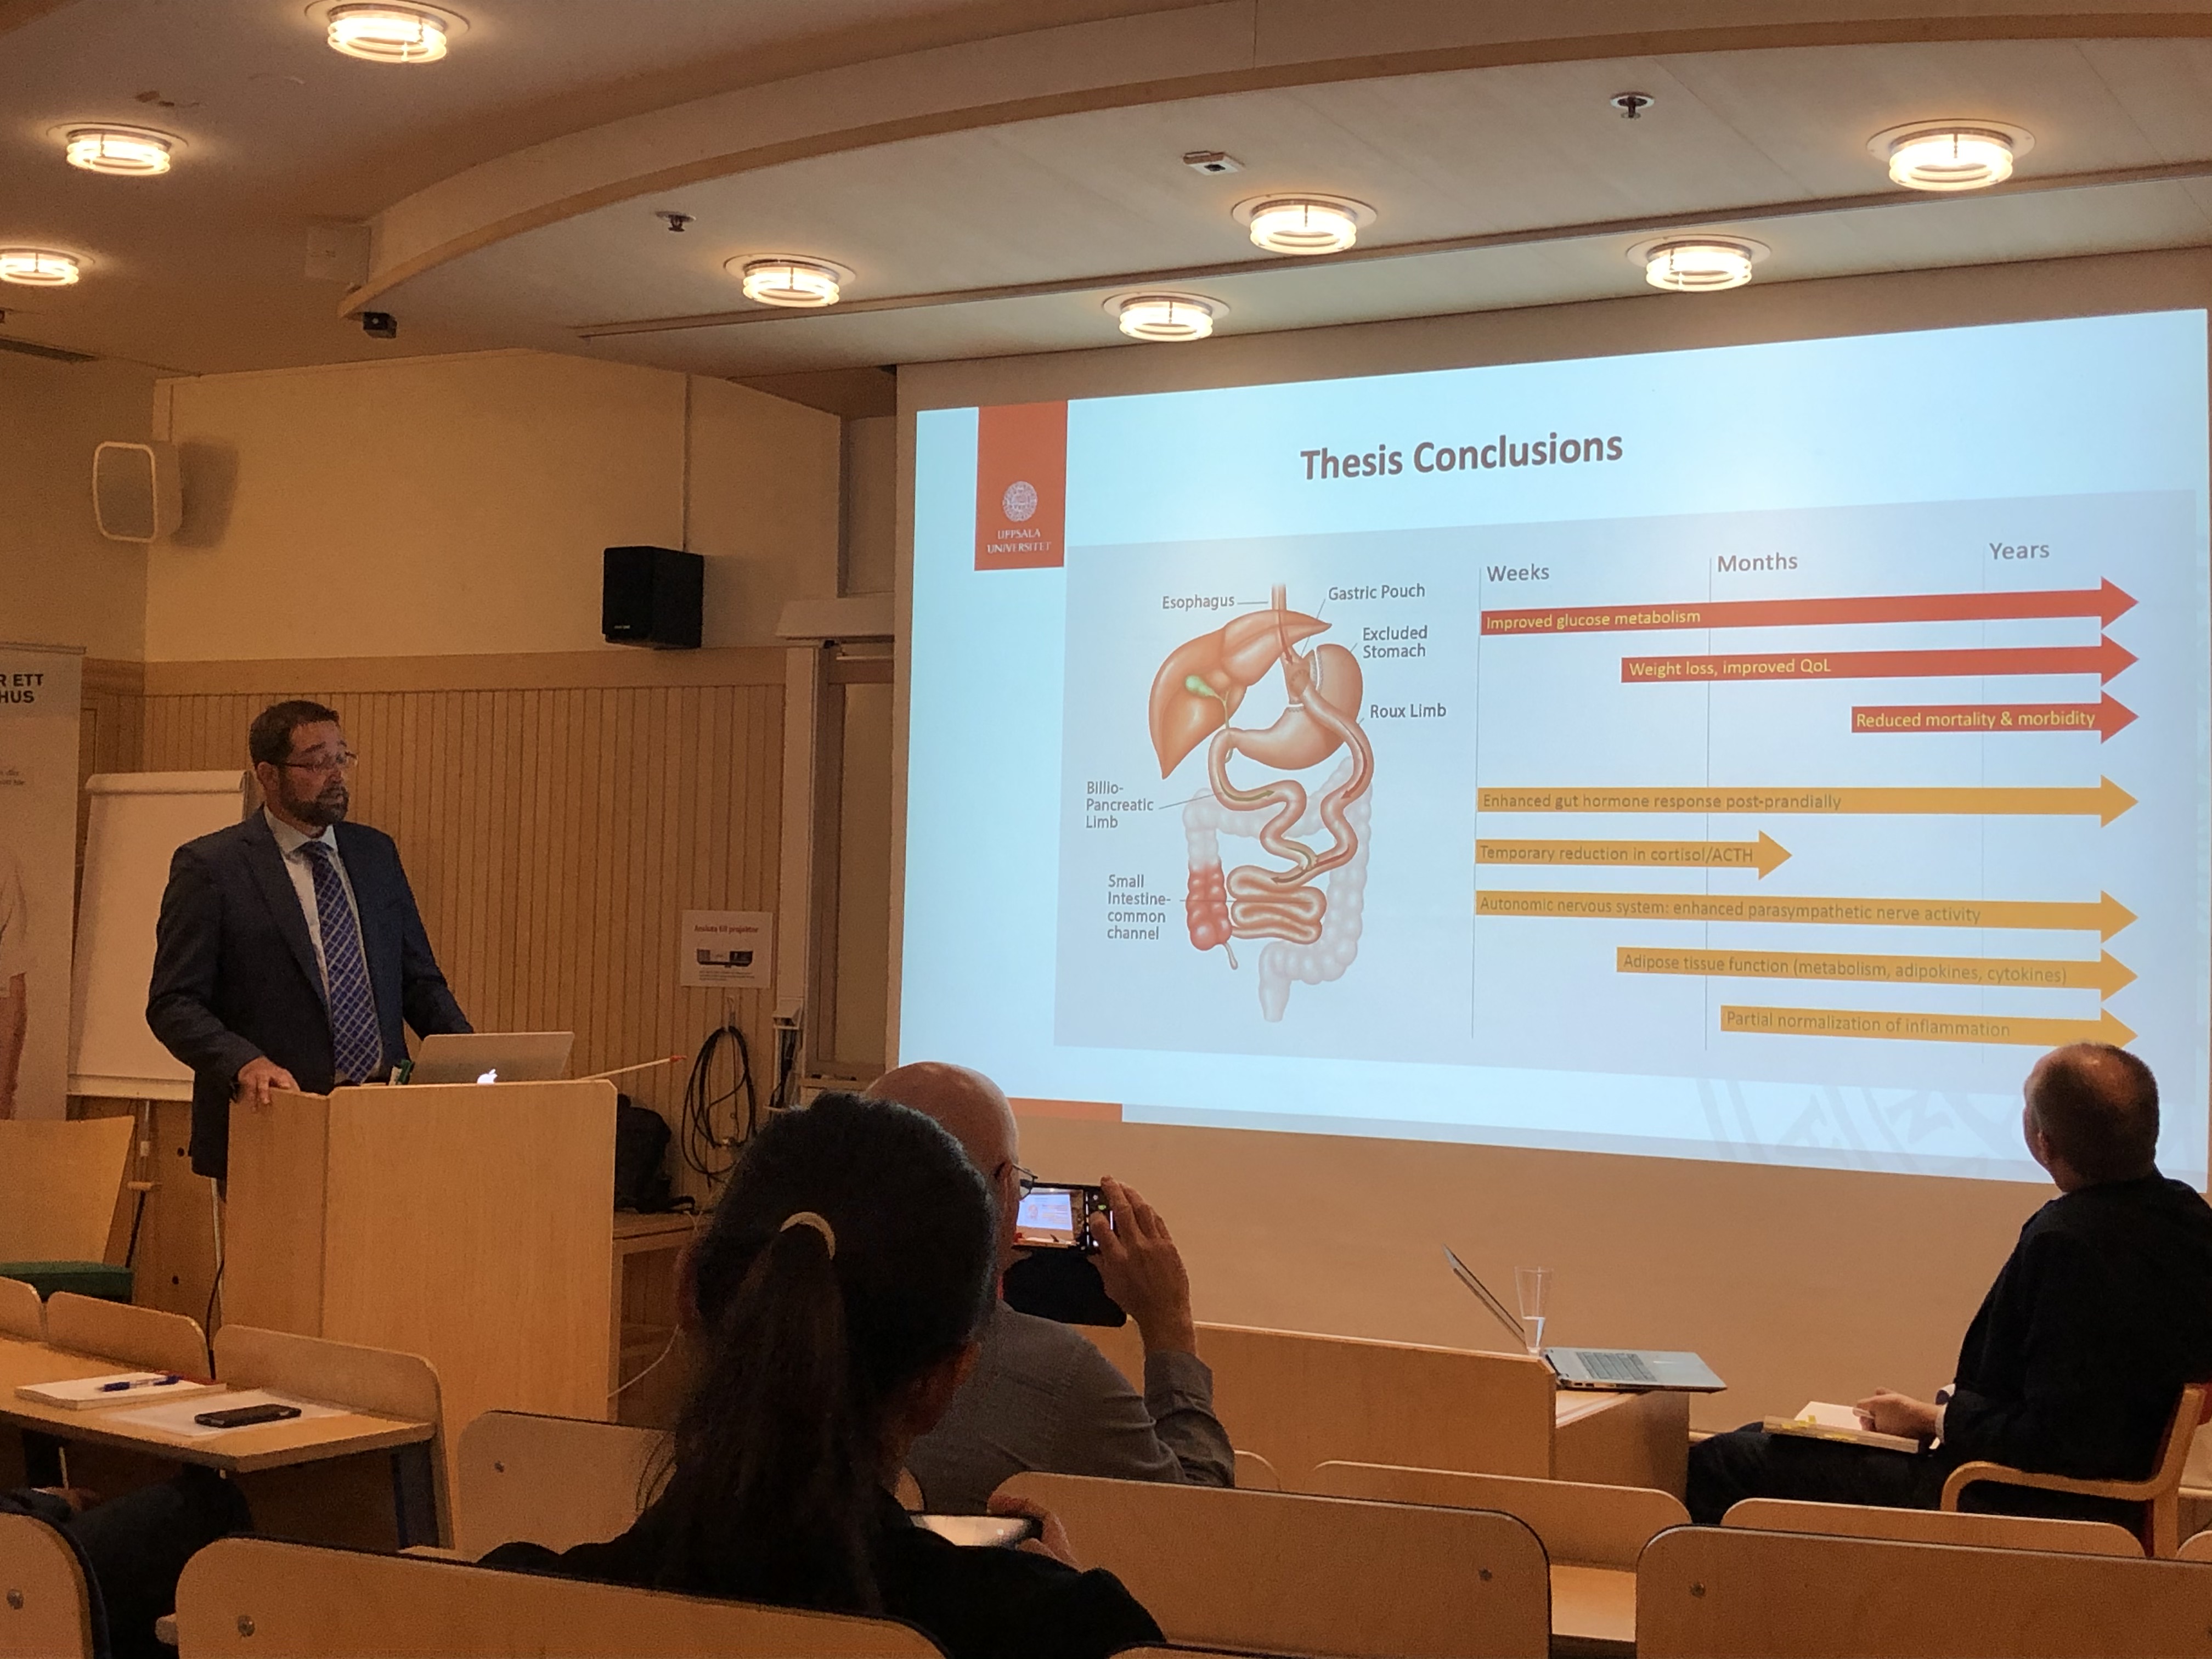 R ETT
HUS
Ansluta till projektor
UPPSALA
UNIVERSITET
Thesis Conclusions
Esophagus
Gastric Pouch
Excluded
Stomach
Roux Limb
Billio-
Pancreatic
Limb
Small
Intestine-
common
channel
Weeks
Months
Years
Improved glucose metabolism
Weight loss, improved QoL
Reduced mortality & morbidity
Enhanced gut hormone response post-prandially
Temporary reduction in cortisol/ACTH
Autonomic nervous system: enhanced parasympathetic nerve activity
Adipose tissue function (metabolism, adipokines, cytokines)
Partial normalization of inflammation